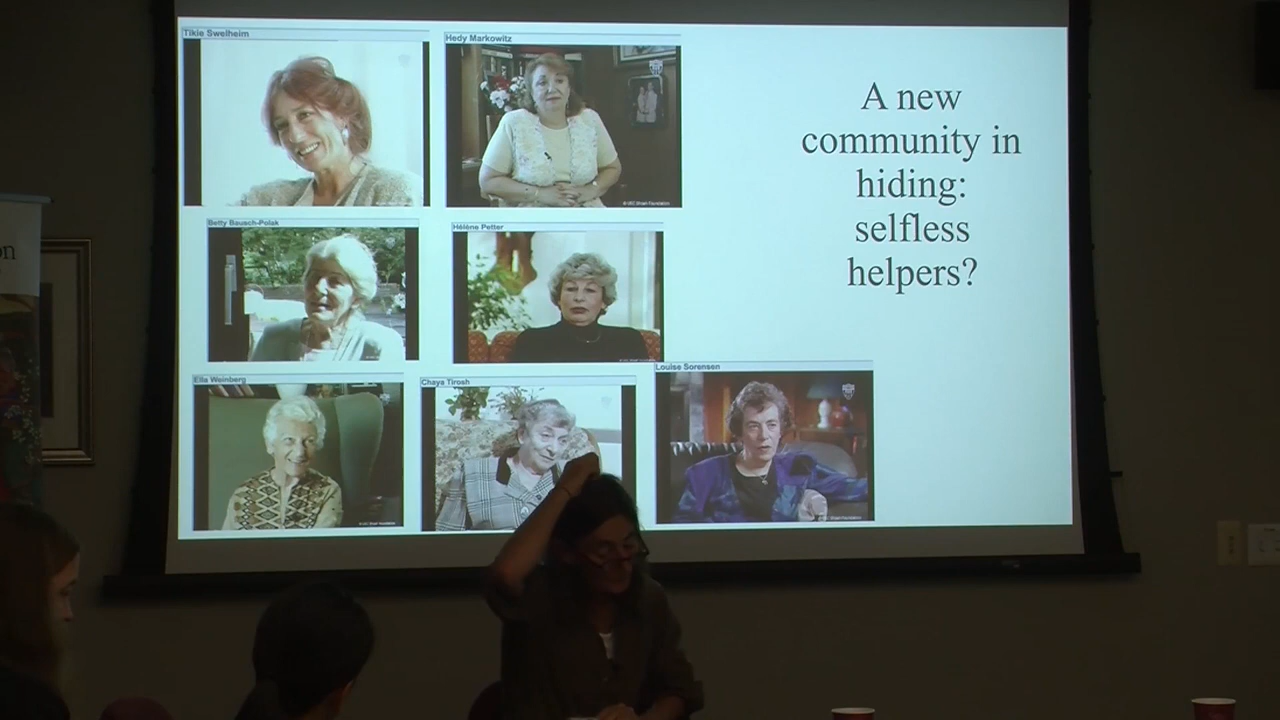 Tikie Swelheim
Hedy Markowitz
A new
community in
hiding:
selfless
helpers?
Betty Bausch-Polak
Hélène Petter
Ella Weinberg
Chaya Tirosh
Louise Sorensen
on